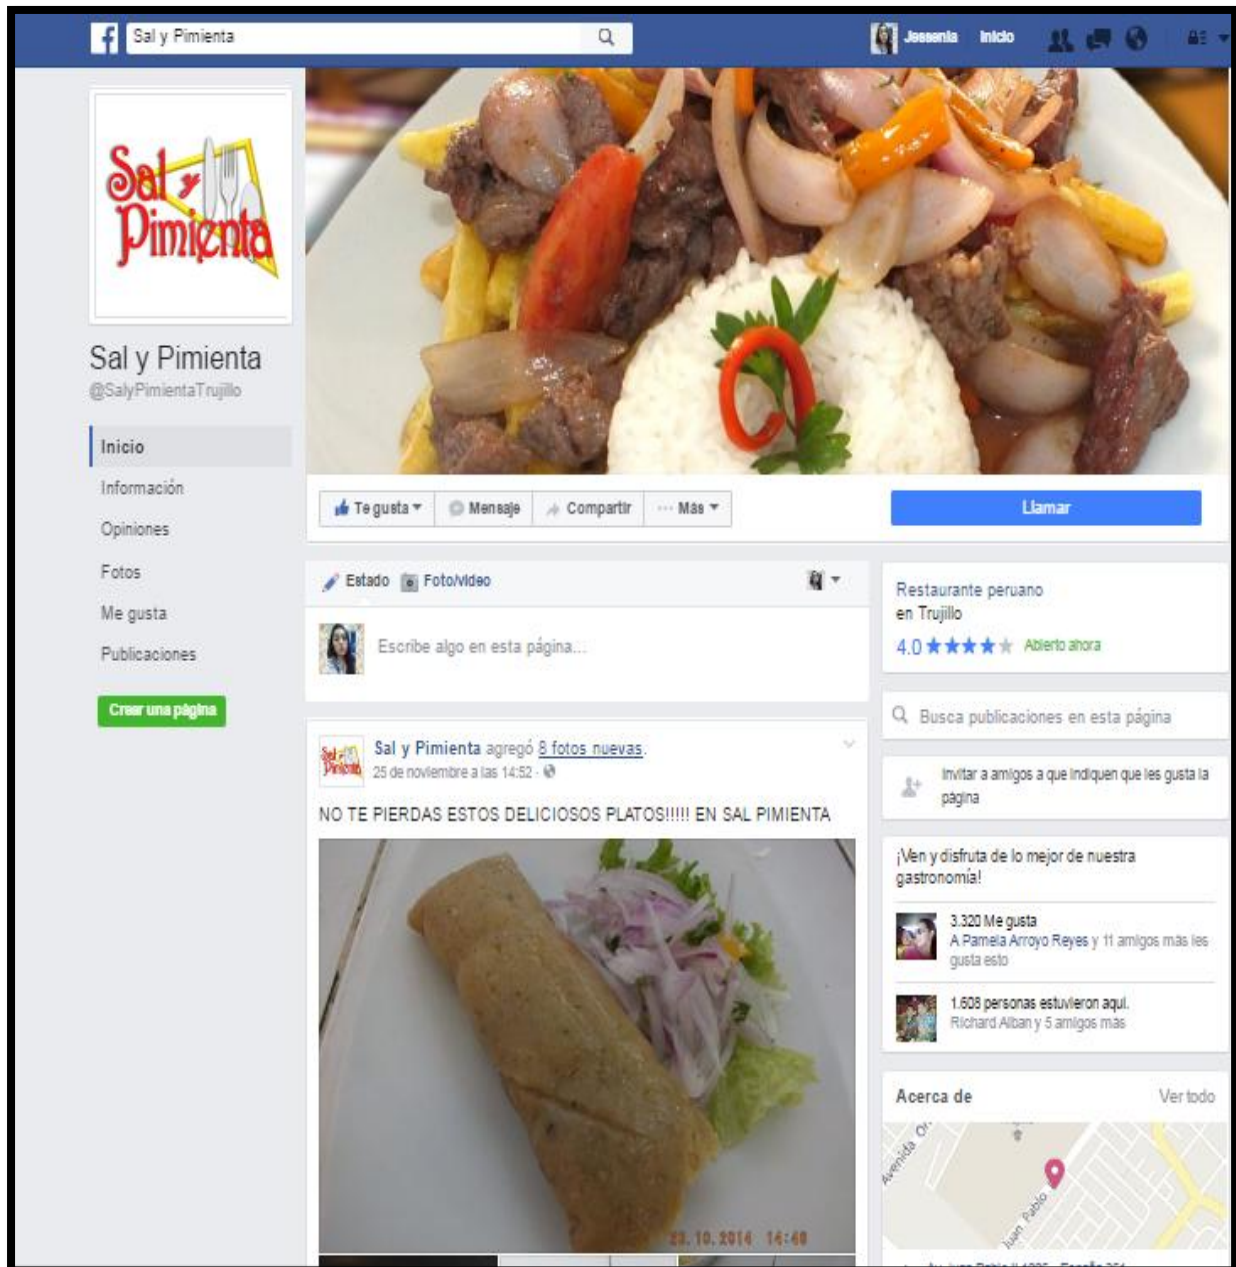 Sal y Pimienta
Jessenia Inicio
Sal y
Pimienta
Sal y Pimienta
@SalyPimientaTrujillo
Inicio
Información
Opiniones
Fotos
Me gusta
Publicaciones
Crear una página
Te gusta
Mensaje
Compartir
Más
Llamar
Estado
Foto/video
Escribe algo en esta página...
Sal y Pimienta
Sal y Pimienta agregó 8 fotos nuevas.
25 de noviembre a las 14:52
NO TE PIERDAS ESTOS DELICIOSOS PLATOS!!!!! EN SAL PIMIENTA
23.10.2014 14:48
Restaurante peruano
en Trujillo
4.0 Abierto ahora
Busca publicaciones en esta página
Invitar a amigos a que indiquen que les gusta la
página
¡Ven y disfruta de lo mejor de nuestra
gastronomía!
3.320 Me gusta
A Pamela Arroyo Reyes y 11 amigos más les
gusta esto
1.608 personas estuvieron aquí.
Richard Alban y 5 amigos más
Acerca de
Ver todo
Avenida
Juan Pablo